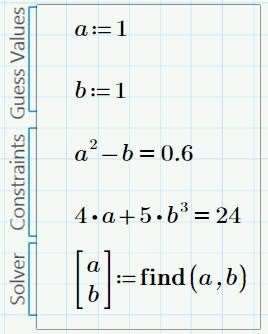 Guess Values
a:=1
b:=1
Constraints
a²−b=0.6
4·a+5·b³=24
Solver
[a
b]:=find(a,b)